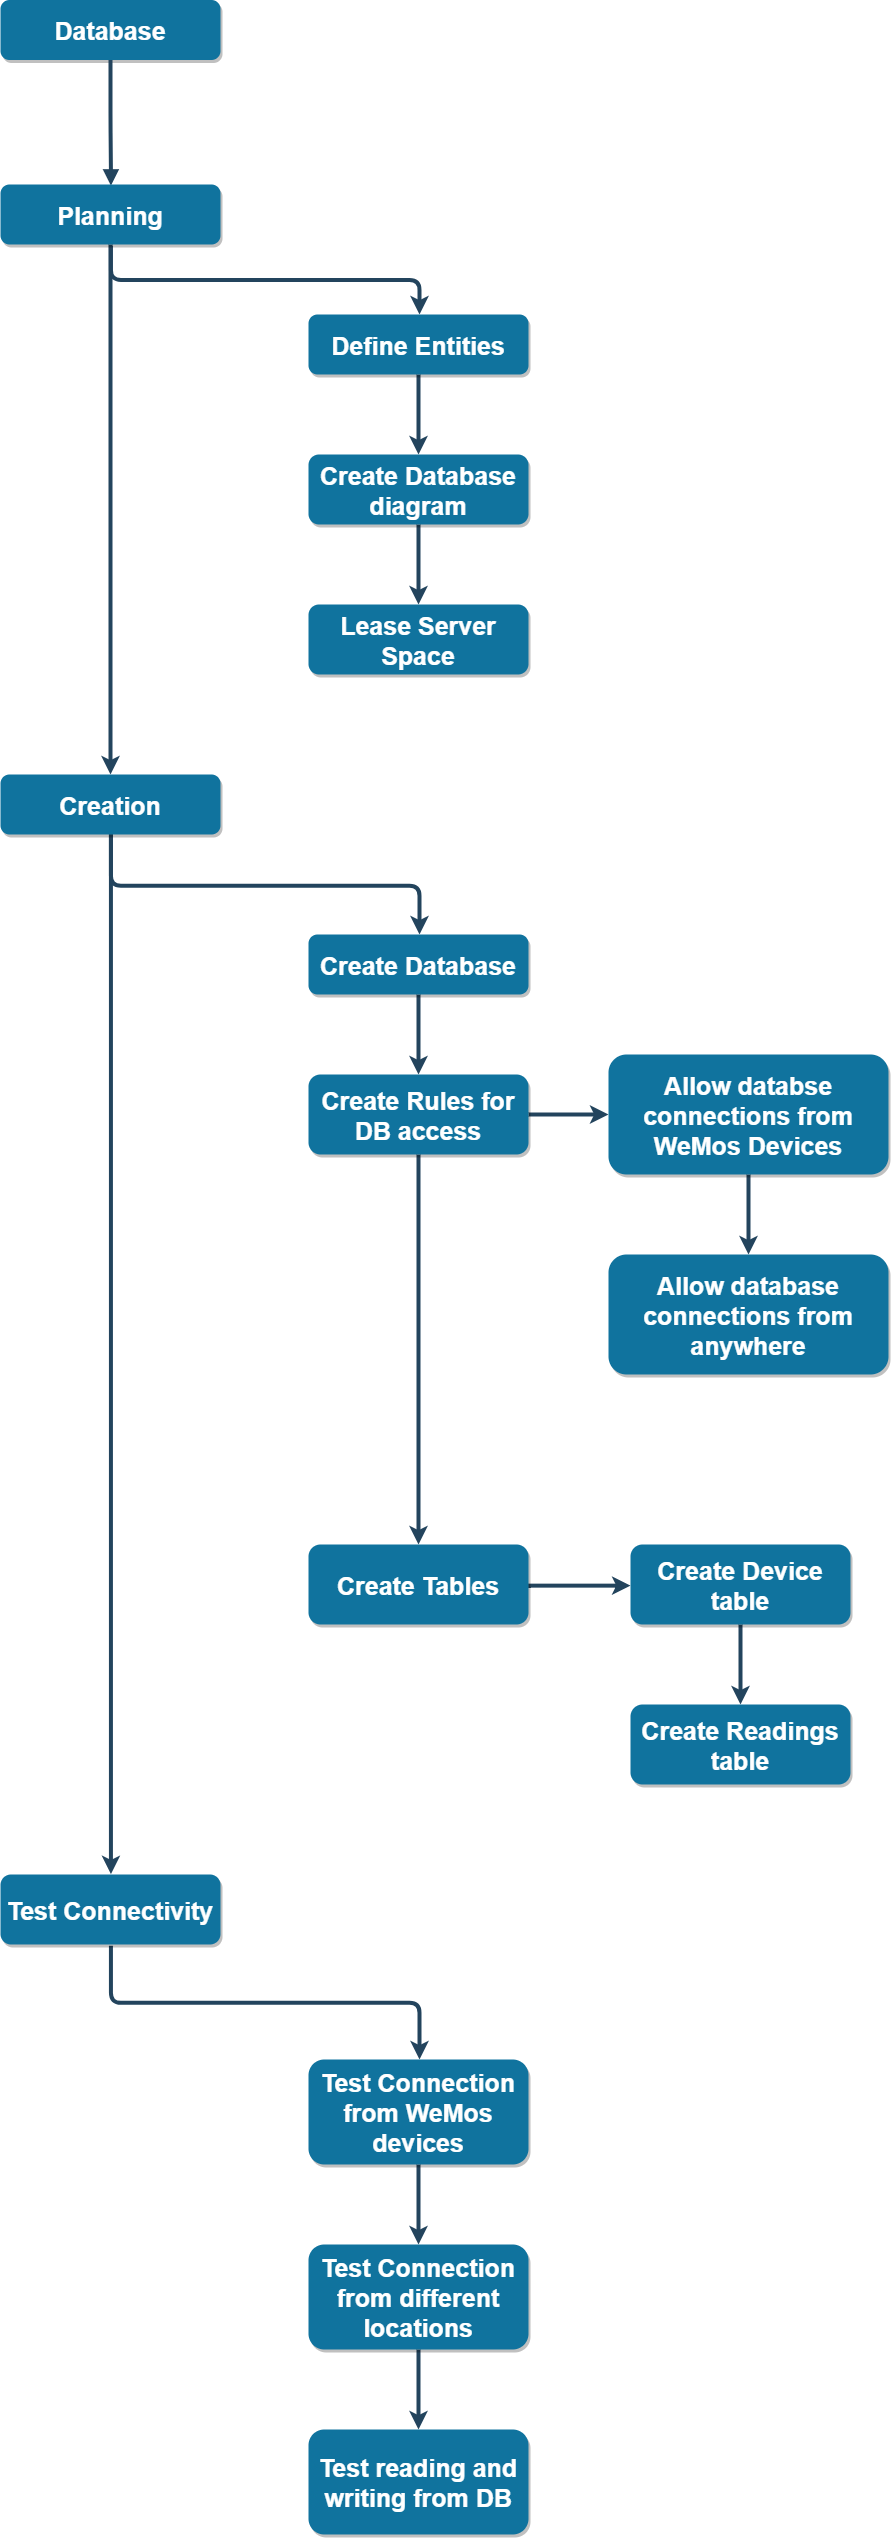 Database
Planning
Define Entities
Create Database
diagram
Lease Server
Space
Creation
Create Database
Create Rules for
DB access
Allow databse
connections from
WeMos Devices
Allow database
connections from
anywhere
Create Tables
Create Device
table
Create Readings
table
Test Connectivity
Test Connection
from WeMos
devices
Test Connection
from different
locations
Test reading and
writing from DB